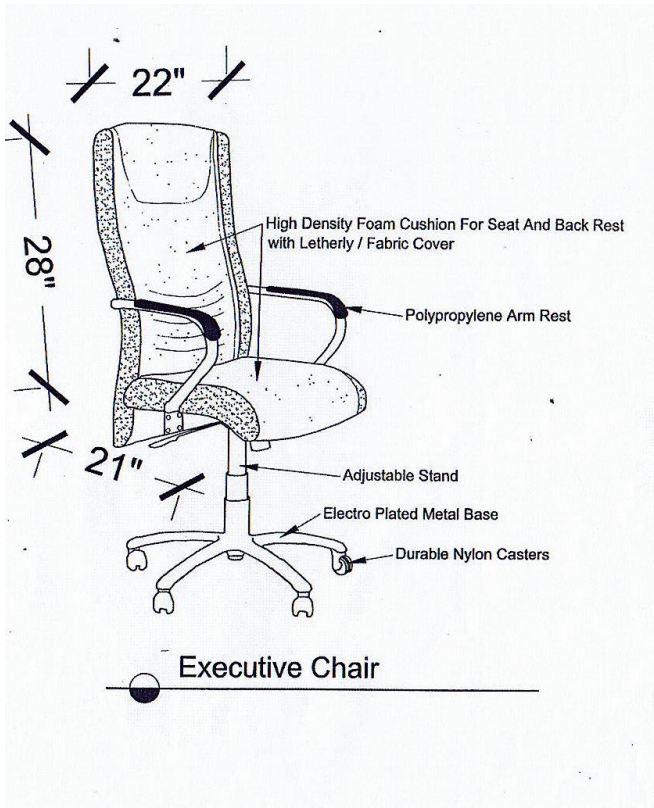 22"
28"
High Density Foam Cushion For Seat And Back Rest
with Letherly / Fabric Cover
Polypropylene Arm Rest
21"
Adjustable Stand
Electro Plated Metal Base
Durable Nylon Casters
Executive Chair